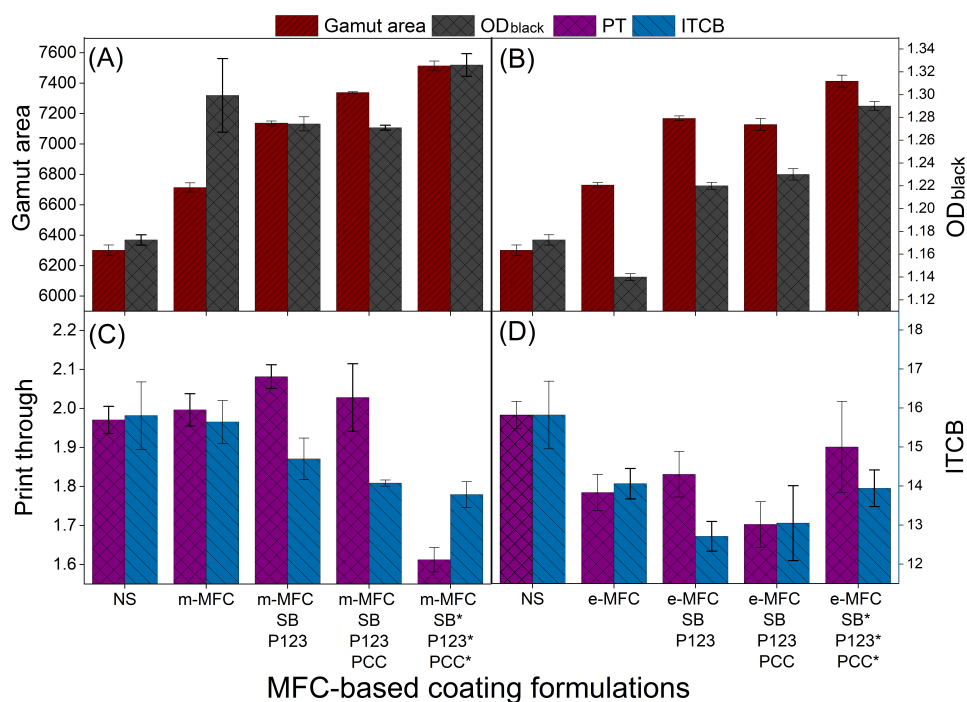 Gamut area ODblack PT ITCB
(A)
(B)
Gamut area
7600
7400
7200
7000
6800
6600
6400
6200
6000
1.34
1.32
1.30
1.28
1.26
1.24
1.22
1.20
1.18
1.16
1.14
1.12
1.10
ODblack
(C)
(D)
Print through
2.2
2.1
2.0
1.9
1.8
1.7
1.6
18
17
16
15
14
13
12
ITCB
NS m-MFC m-MFC m-MFC m-MFC NS e-MFC e-MFC e-MFC e-MFC
SB SB SB* SB SB SB*
P123 P123 P123* P123 P123 P123*
PCC PCC* PCC PCC*
MFC-based coating formulations